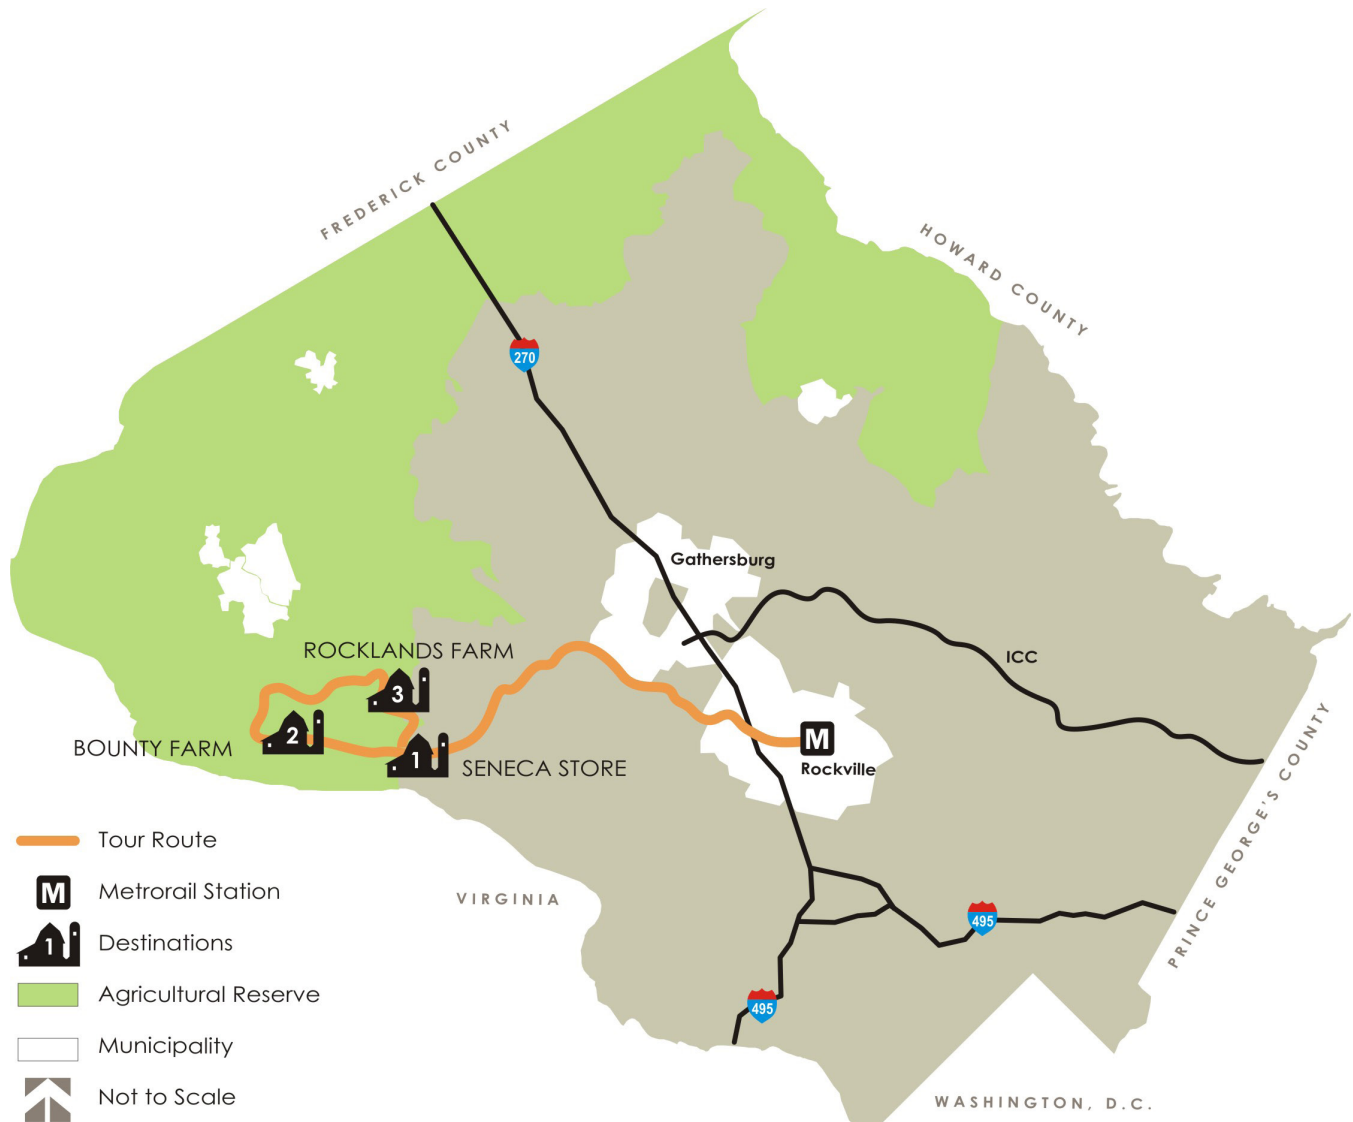 FREDERICK COUNTY
HOWARD COUNTY
270
Gathersburg
ICC
ROCKLANDS FARM
3
2
BOUNTY FARM
1
SENECA STORE
M
Rockville
PRINCE GEORGE'S COUNTY
VIRGINIA
495
495
WASHINGTON, D.C.
Tour Route
M Metrorail Station
1 Destinations
Agricultural Reserve
Municipality
Not to Scale